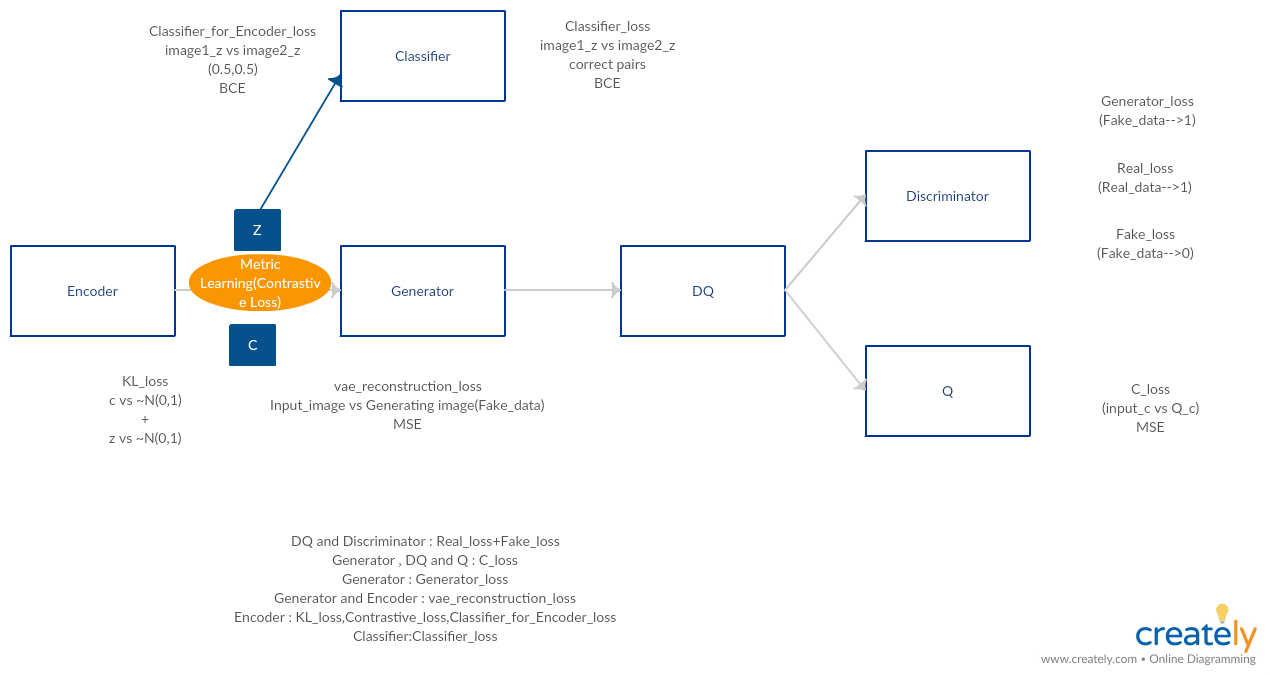 Classifier_for_Encoder_loss
image1_z vs image2_z
(0.5,0.5)
BCE
Classifier
Classifier_loss
image1_z vs image2_z
correct pairs
BCE
Generator_loss
(Fake_data-->1)
Real_loss
(Real_data-->1)
Fake_loss
(Fake_data-->0)
Discriminator
Z
Metric
Learning(Contrastiv
e Loss)
Encoder
Generator
DQ
C
KL_loss
c vs ~N(0,1)
+
z vs ~N(0,1)
vae_reconstruction_loss
Input_image vs Generating image(Fake_data)
MSE
Q
C_loss
(input_c vs Q_c)
MSE
DQ and Discriminator : Real_loss+Fake_loss
Generator , DQ and Q : C_loss
Generator : Generator_loss
Generator and Encoder : vae_reconstruction_loss
Encoder : KL_loss,Contrastive_loss,Classifier_for_Encoder_loss
Classifier:Classifier_loss
creately
www.creately.com • Online Diagramming